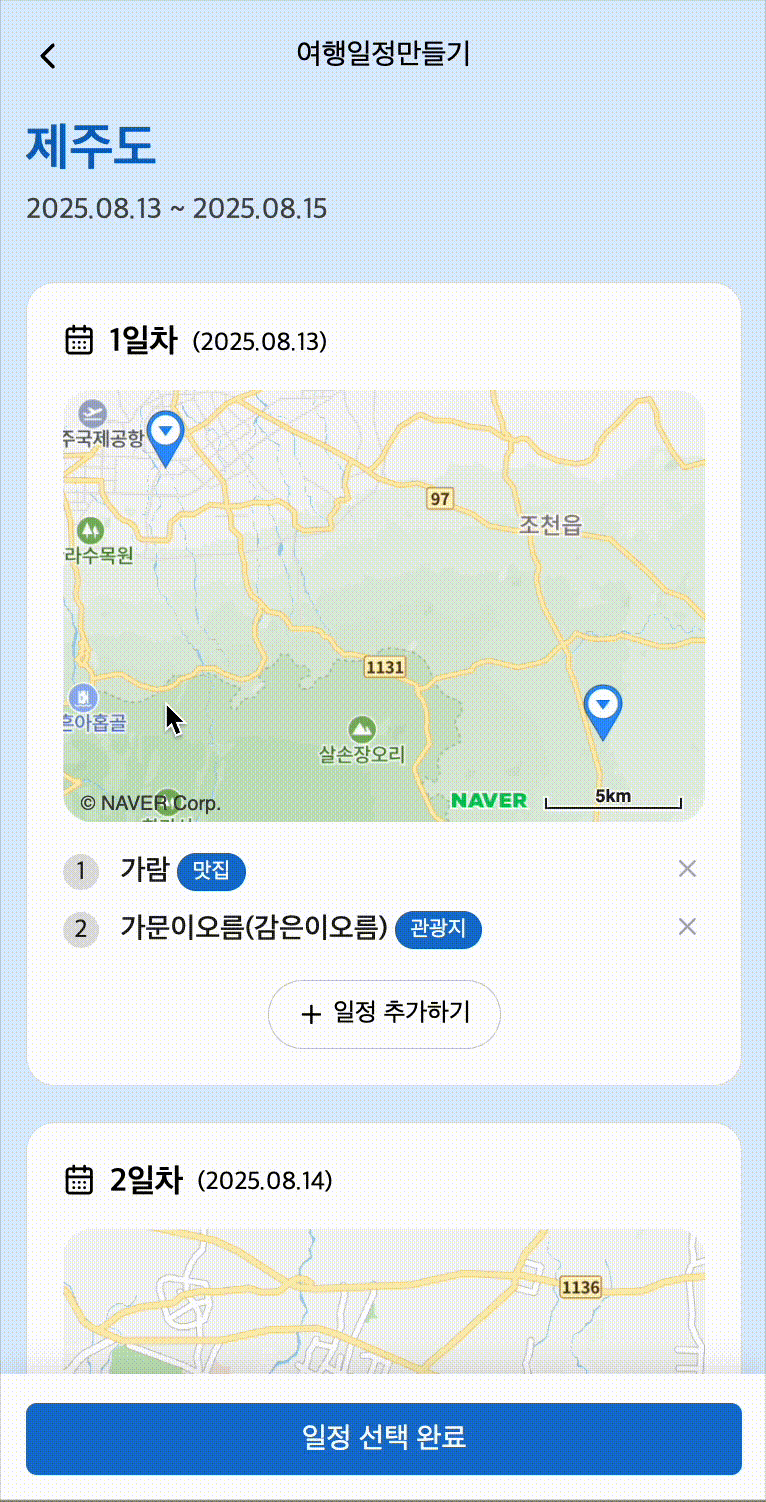 여행일정만들기
제주도
2025.08.13 ~ 2025.08.15
1일차 (2025.08.13)
주국제공항
97
조천읍
라수목원
1131
흔아홉골
살손장오리
© NAVER Corp.
NAVER
5km
1 가람 맛집
2 가문이오름(감은이오름) 관광지
+ 일정 추가하기
2일차 (2025.08.14)
1136
일정 선택 완료